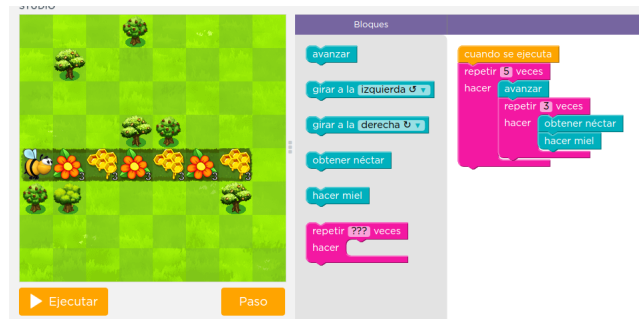 STUDIO
Bloques
avanzar
girar a la izquierda ↺ ▼
girar a la derecha ↻ ▼
obtener néctar
hacer miel
repetir ??? veces
hacer
cuando se ejecuta
repetir 5 veces
hacer avanzar
repetir 3 veces
hacer obtener néctar
hacer miel
Ejecutar
Paso